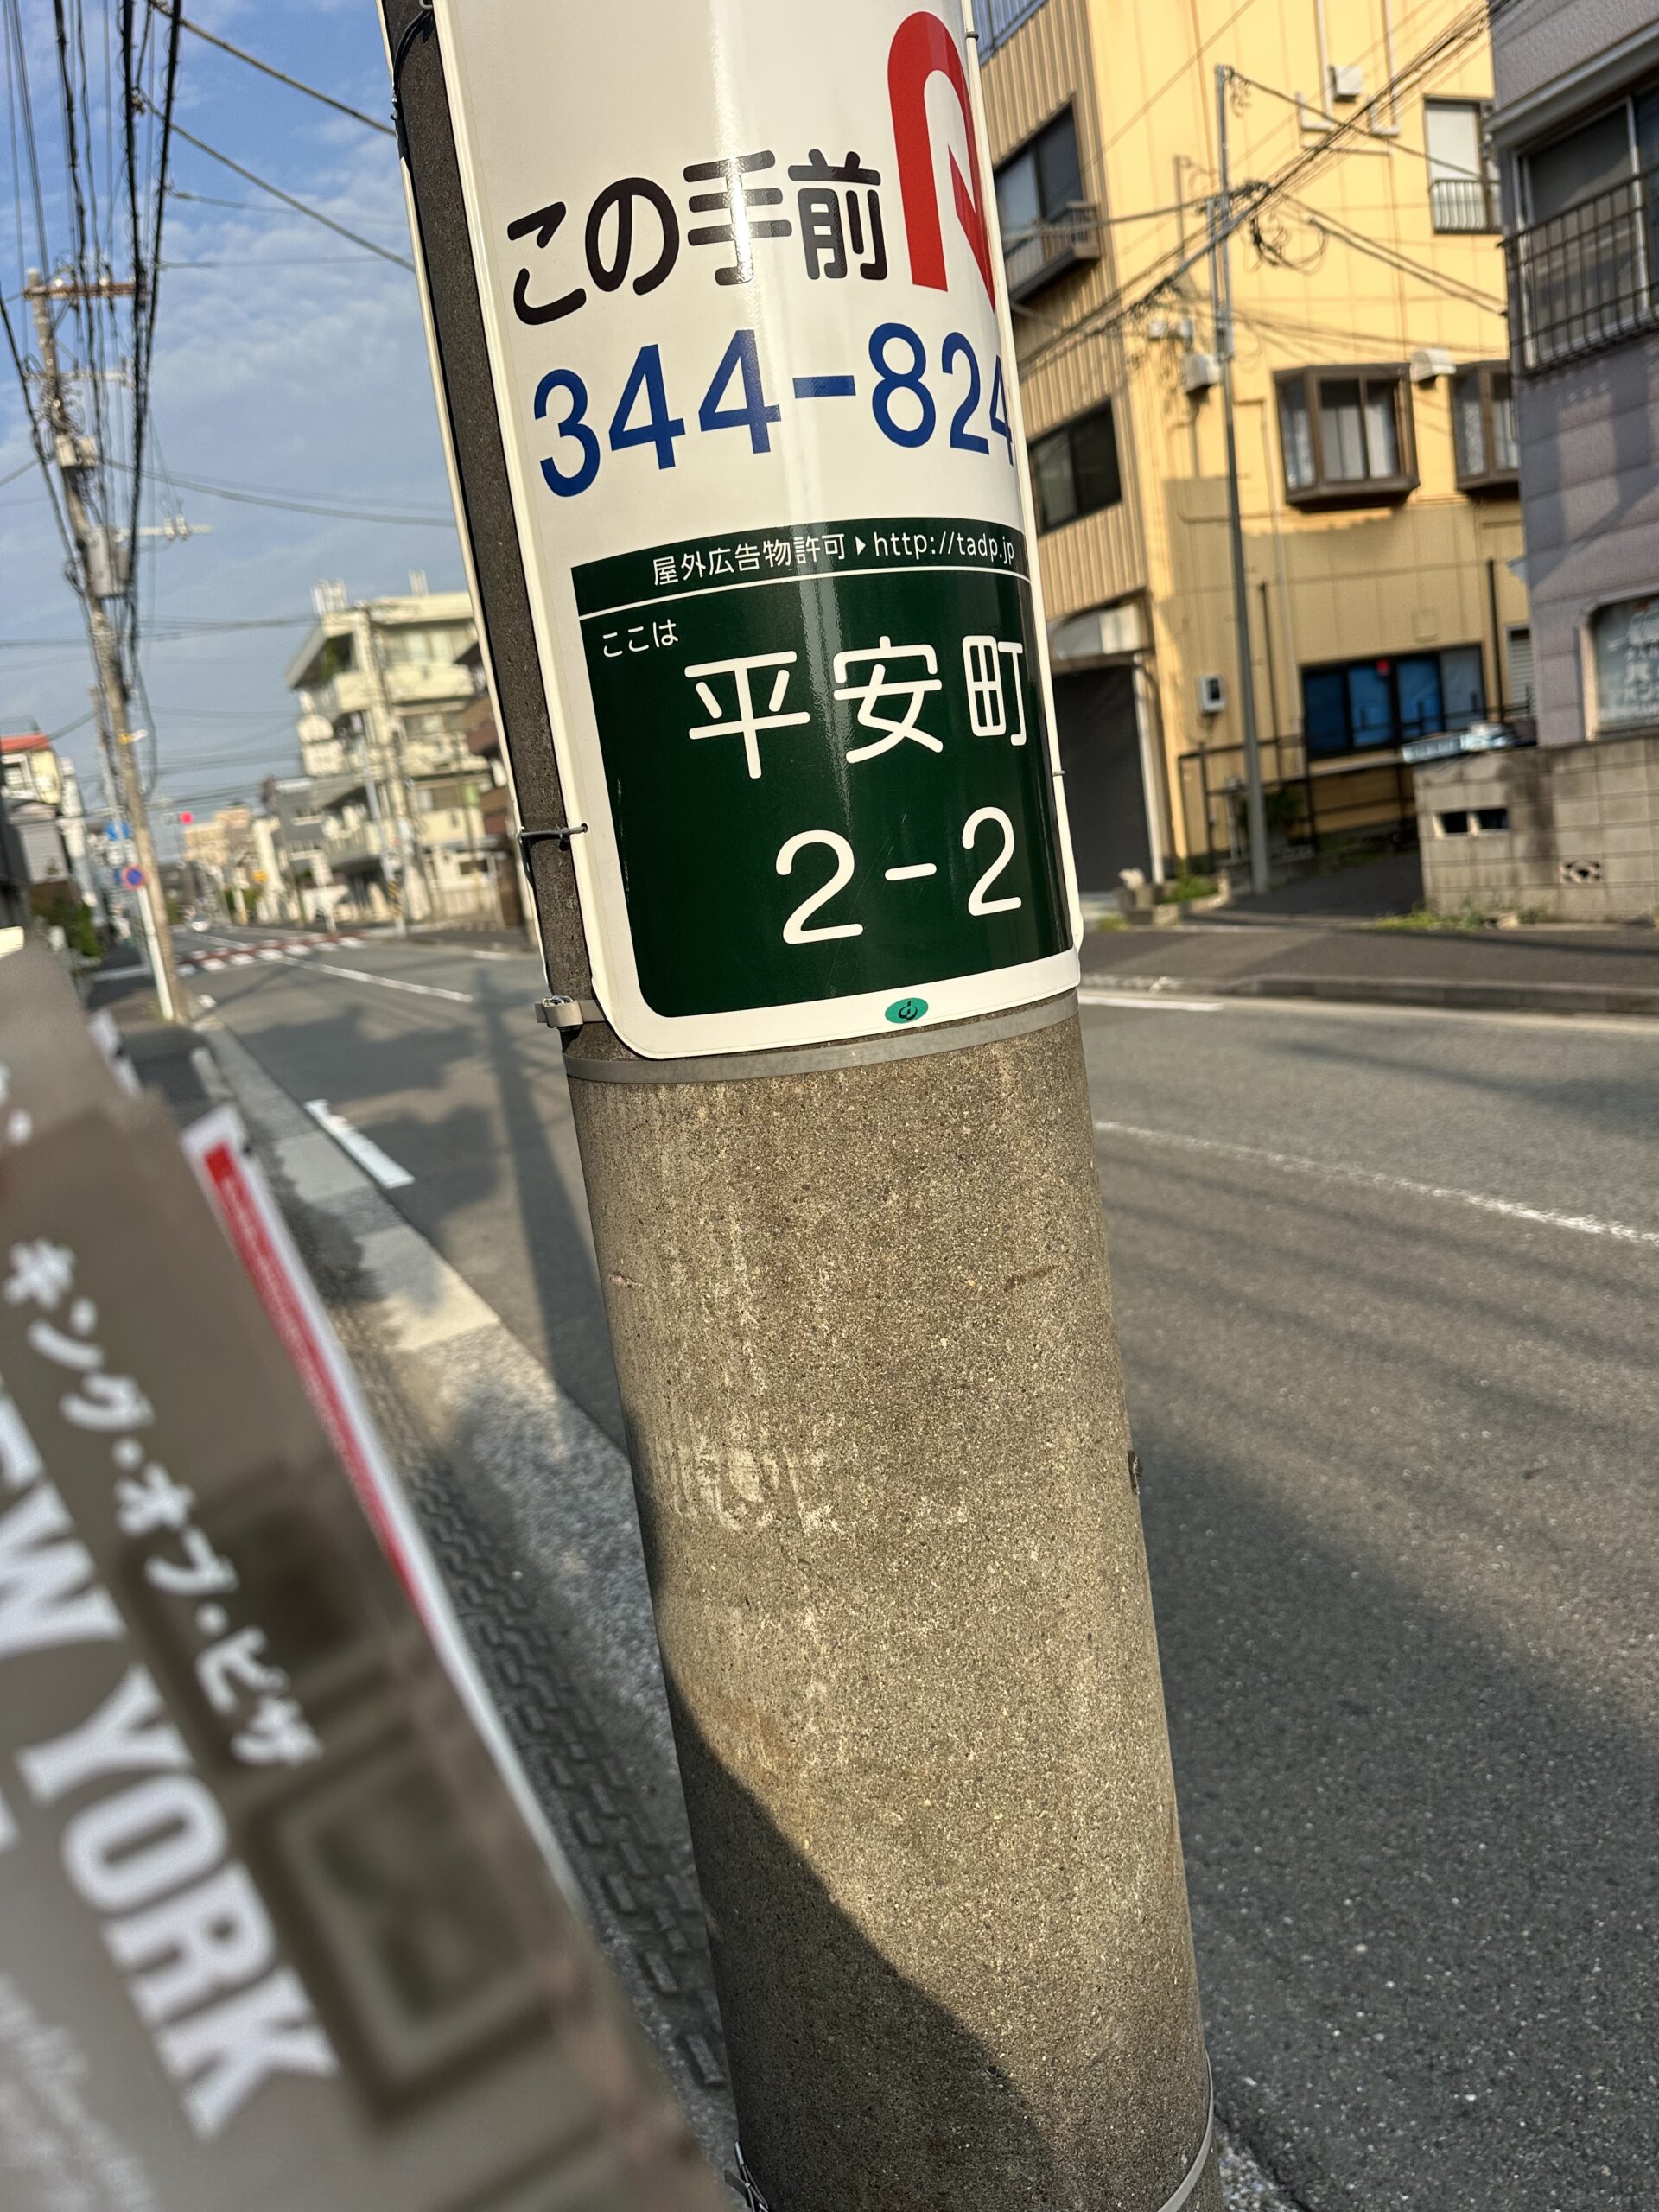 この手前
344-824
屋外広告物許可▶http://tadp.jp
ここは
平安町
2-2
キング・オブ・ピザ
NEW YORK